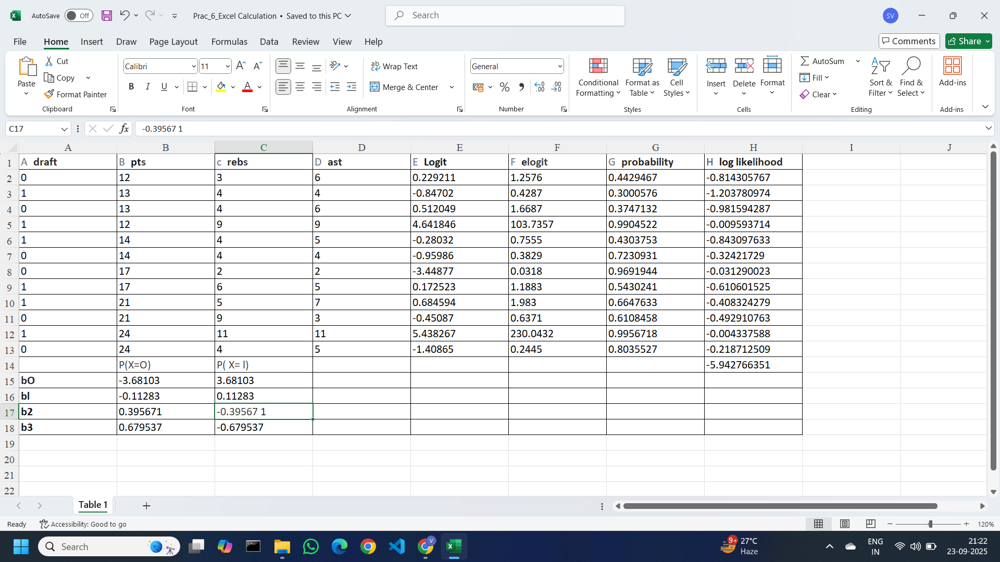 AutoSave Off Prac_6_Excel Calculation • Saved to this PC Search SV
File Home Insert Draw Page Layout Formulas Data Review View Help Comments Share
Paste Cut Copy Format Painter Clipboard
Calibri 11 B I U A Font
Wrap Text Merge & Center Alignment
General % Number
Conditional Formatting Format as Table Cell Styles Styles
Insert Delete Format Cells
AutoSum Fill Clear Sort & Filter Find & Select Editing
Add-ins Add-ins
C17 fx -0.39567 1
A B C D E F G H I J
1 A draft B pts c rebs D ast E Logit F elogit G probability H log likelihood
2 0 12 3 6 0.229211 1.2576 0.4429467 -0.814305767
3 1 13 4 4 -0.84702 0.4287 0.3000576 -1.203780974
4 0 13 4 6 0.512049 1.6687 0.3747132 -0.981594287
5 1 12 9 9 4.641846 103.7357 0.9904522 -0.009593714
6 1 14 4 5 -0.28032 0.7555 0.4303753 -0.843097633
7 0 14 4 4 -0.95986 0.3829 0.7230931 -0.32421729
8 0 17 2 2 -3.44877 0.0318 0.9691944 -0.031290023
9 1 17 6 5 0.172523 1.1883 0.5430241 -0.610601525
10 1 21 5 7 0.684594 1.983 0.6647633 -0.408324279
11 0 21 9 3 -0.45087 0.6371 0.6108458 -0.492910763
12 1 24 11 11 5.438267 230.0432 0.9956718 -0.004337588
13 0 24 4 5 -1.40865 0.2445 0.8035527 -0.218712509
14 P(X=O) P( X= l) -5.942766351
15 bO -3.68103 3.68103
16 bl -0.11283 0.11283
17 b2 0.395671 -0.39567 1
18 b3 0.679537 -0.679537
19
20
21
22
Table 1
Ready Accessibility: Good to go 120%
Search 9+ 27°C Haze ENG IN 21:22 23-09-2025